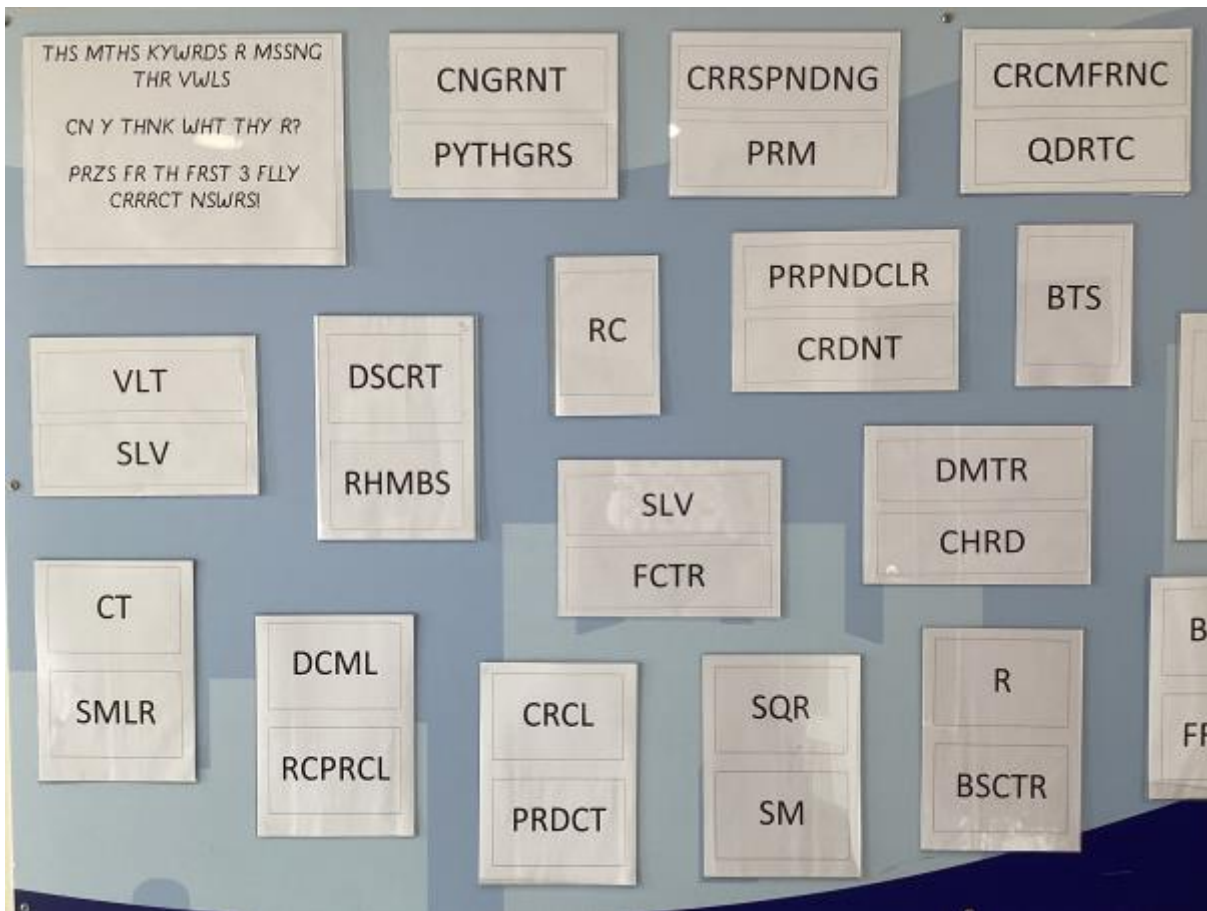 THS MTHS KYWRDS R MSSNG
THR VWLS
CN Y THNK WHT THY R?
PRZS FR TH FRST 3 FLLY
CRRRCT NSWRS!
CNGRNT
PYTHGRS
CRRSPNDNG
PRM
CRCMFRNC
QDRTC
RC
PRPNDCLR
CRDNT
BTS
VLT
SLV
DSCRT
RHMBS
SLV
FCTR
DMTR
CHRD
CT
SMLR
DCML
RCPRCL
CRCL
PRDCT
SQR
SM
R
BSCTR